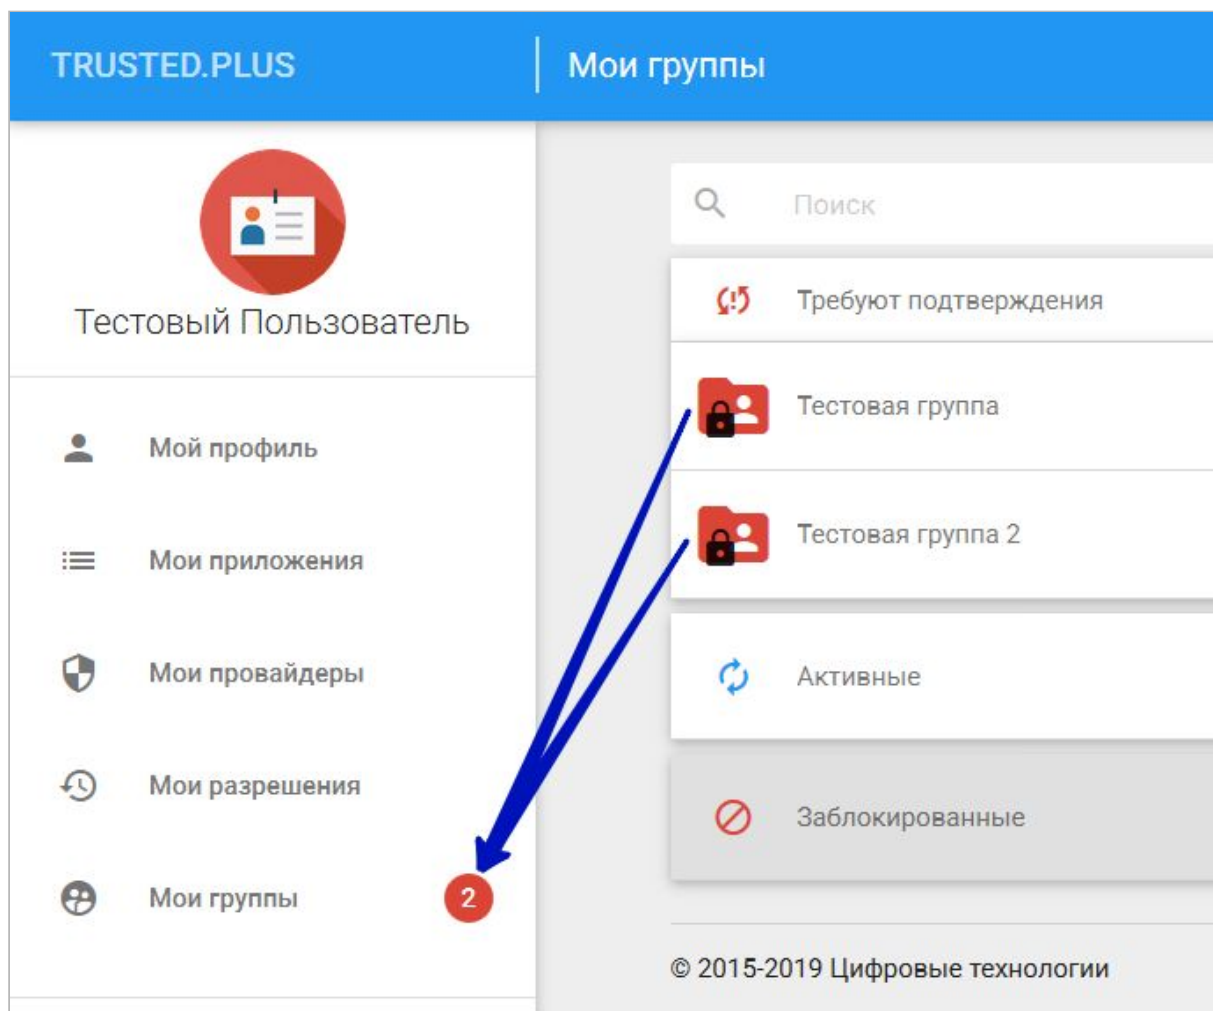 TRUSTED.PLUS
Мои группы
Тестовый Пользователь
Мой профиль
Мои приложения
Мои провайдеры
Мои разрешения
Мои группы
2
Поиск
Требуют подтверждения
Тестовая группа
Тестовая группа 2
Активные
Заблокированные
© 2015-2019 Цифровые технологии